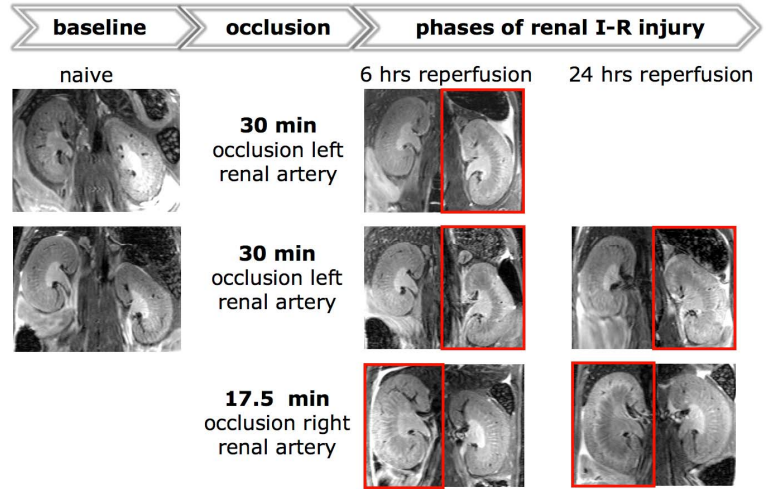 baseline
occlusion
phases of renal I-R injury
naive
6 hrs reperfusion
24 hrs reperfusion
30 min
occlusion left
renal artery
30 min
occlusion left
renal artery
17.5 min
occlusion right
renal artery